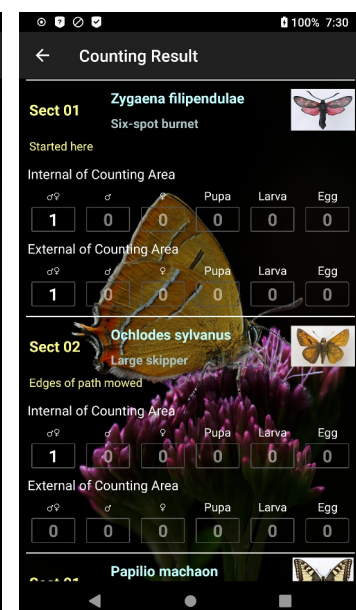 100% 7:30
← Counting Result
Zygaena filipendulae
Sect 01
Six-spot burnet
Started here
Internal of Counting Area
♂♀ ♂ ♀ Pupa Larva Egg
1 0 0 0 0 0
External of Counting Area
♂♀ ♂ ♀ Pupa Larva Egg
1 0 0 0 0 0
Ochlodes sylvanus
Sect 02
Large skipper
Edges of path mowed
Internal of Counting Area
♂♀ ♂ ♀ Pupa Larva Egg
1 0 0 0 0 0
External of Counting Area
♂♀ ♂ ♀ Pupa Larva Egg
0 0 0 0 0 0
Papilio machaon